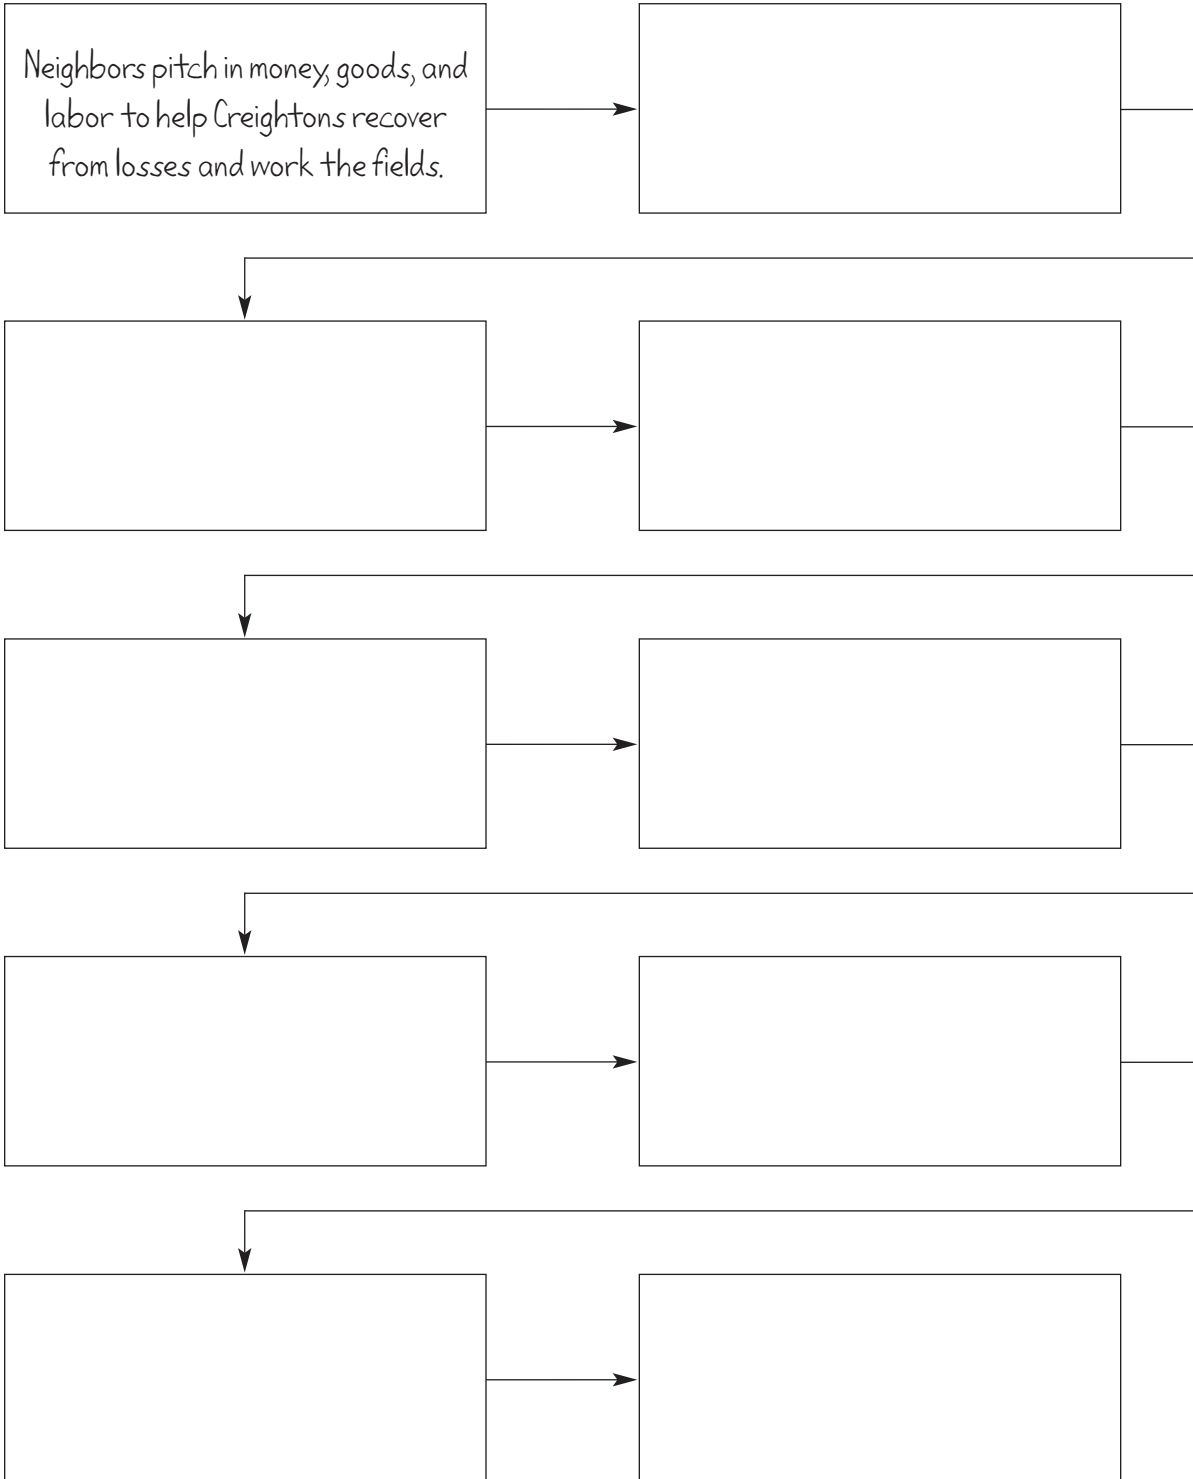 Neighbors pitch in money, goods, and
labor to help Creightons recover
from losses and work the fields.